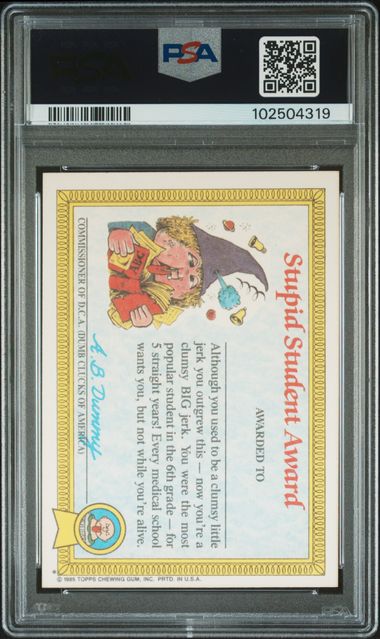 PSA
102504319
Stupid Student Award
AWARDED TO
Although you used to be a clumsy little
jerk you outgrew this — now you're a
clumsy BIG jerk. You were the most
popular student in the 6th grade — for
5 straight years! Every medical school
wants you, but not while you're alive.
A.B. Dummy
COMMISSIONER OF D.C.A. (DUMB CLUCKS OF AMERICA)
* © 1985 TOPPS CHEWING GUM, INC. PRTD. IN U.S.A.